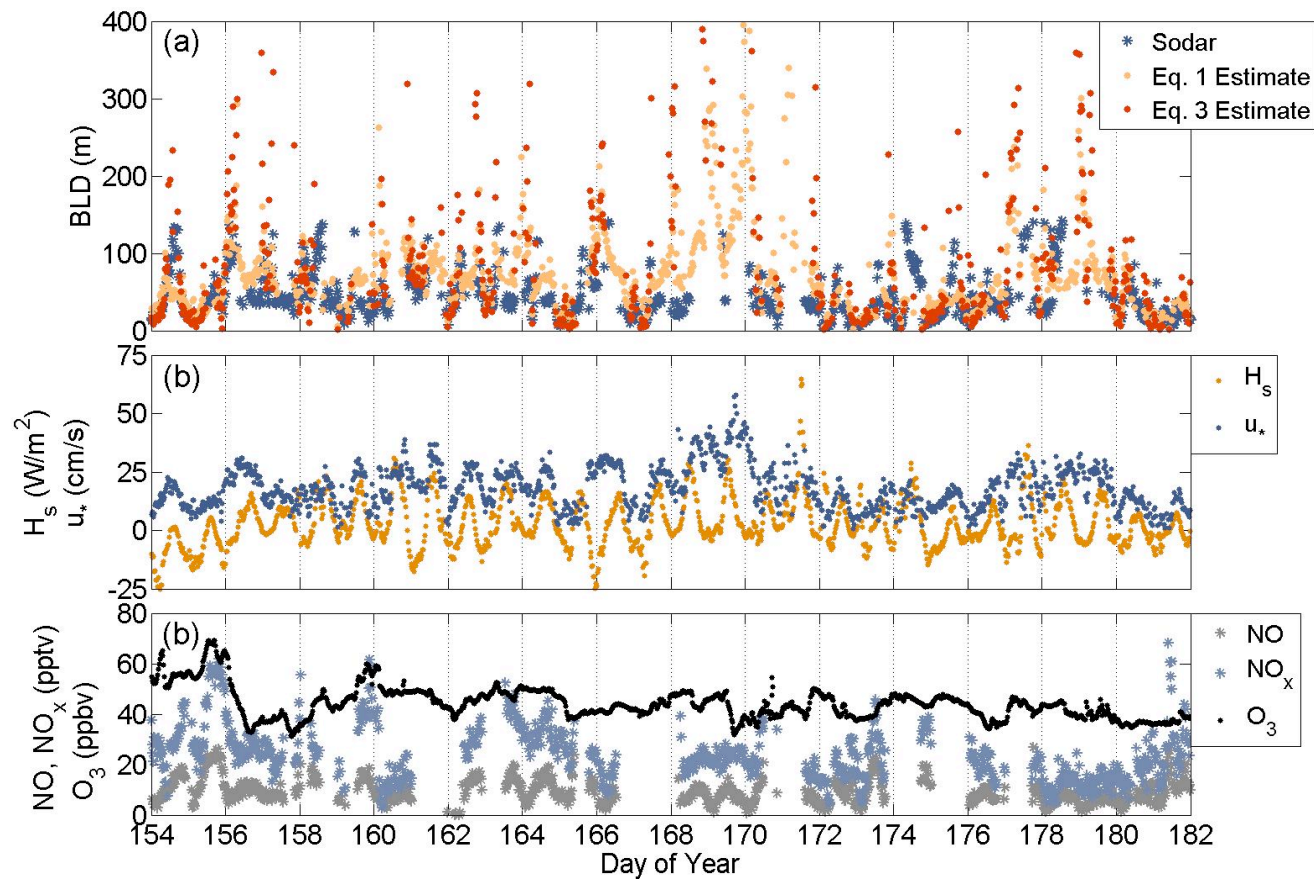 (a)
400
300
200
100
0
BLD (m)
Sodar
Eq. 1 Estimate
Eq. 3 Estimate
(b)
75
50
25
0
-25
H_s (W/m²)
u_* (cm/s)
H_s
u_*
(b)
80
60
40
20
0
NO, NO_x (pptv)
O_3 (ppbv)
NO
NO_x
O_3
154 156 158 160 162 164 166 168 170 172 174 176 178 180 182
Day of Year